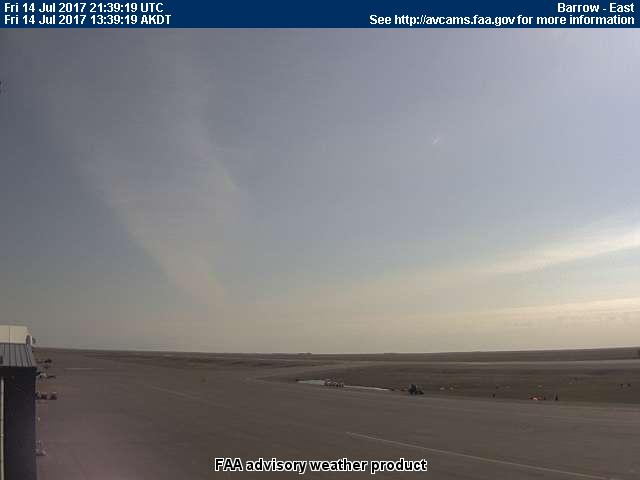 Fri 14 Jul 2017 21:39:19 UTC Barrow - East
Fri 14 Jul 2017 13:39:19 AKDT See http://avcams.faa.gov for more information
FAA advisory weather product